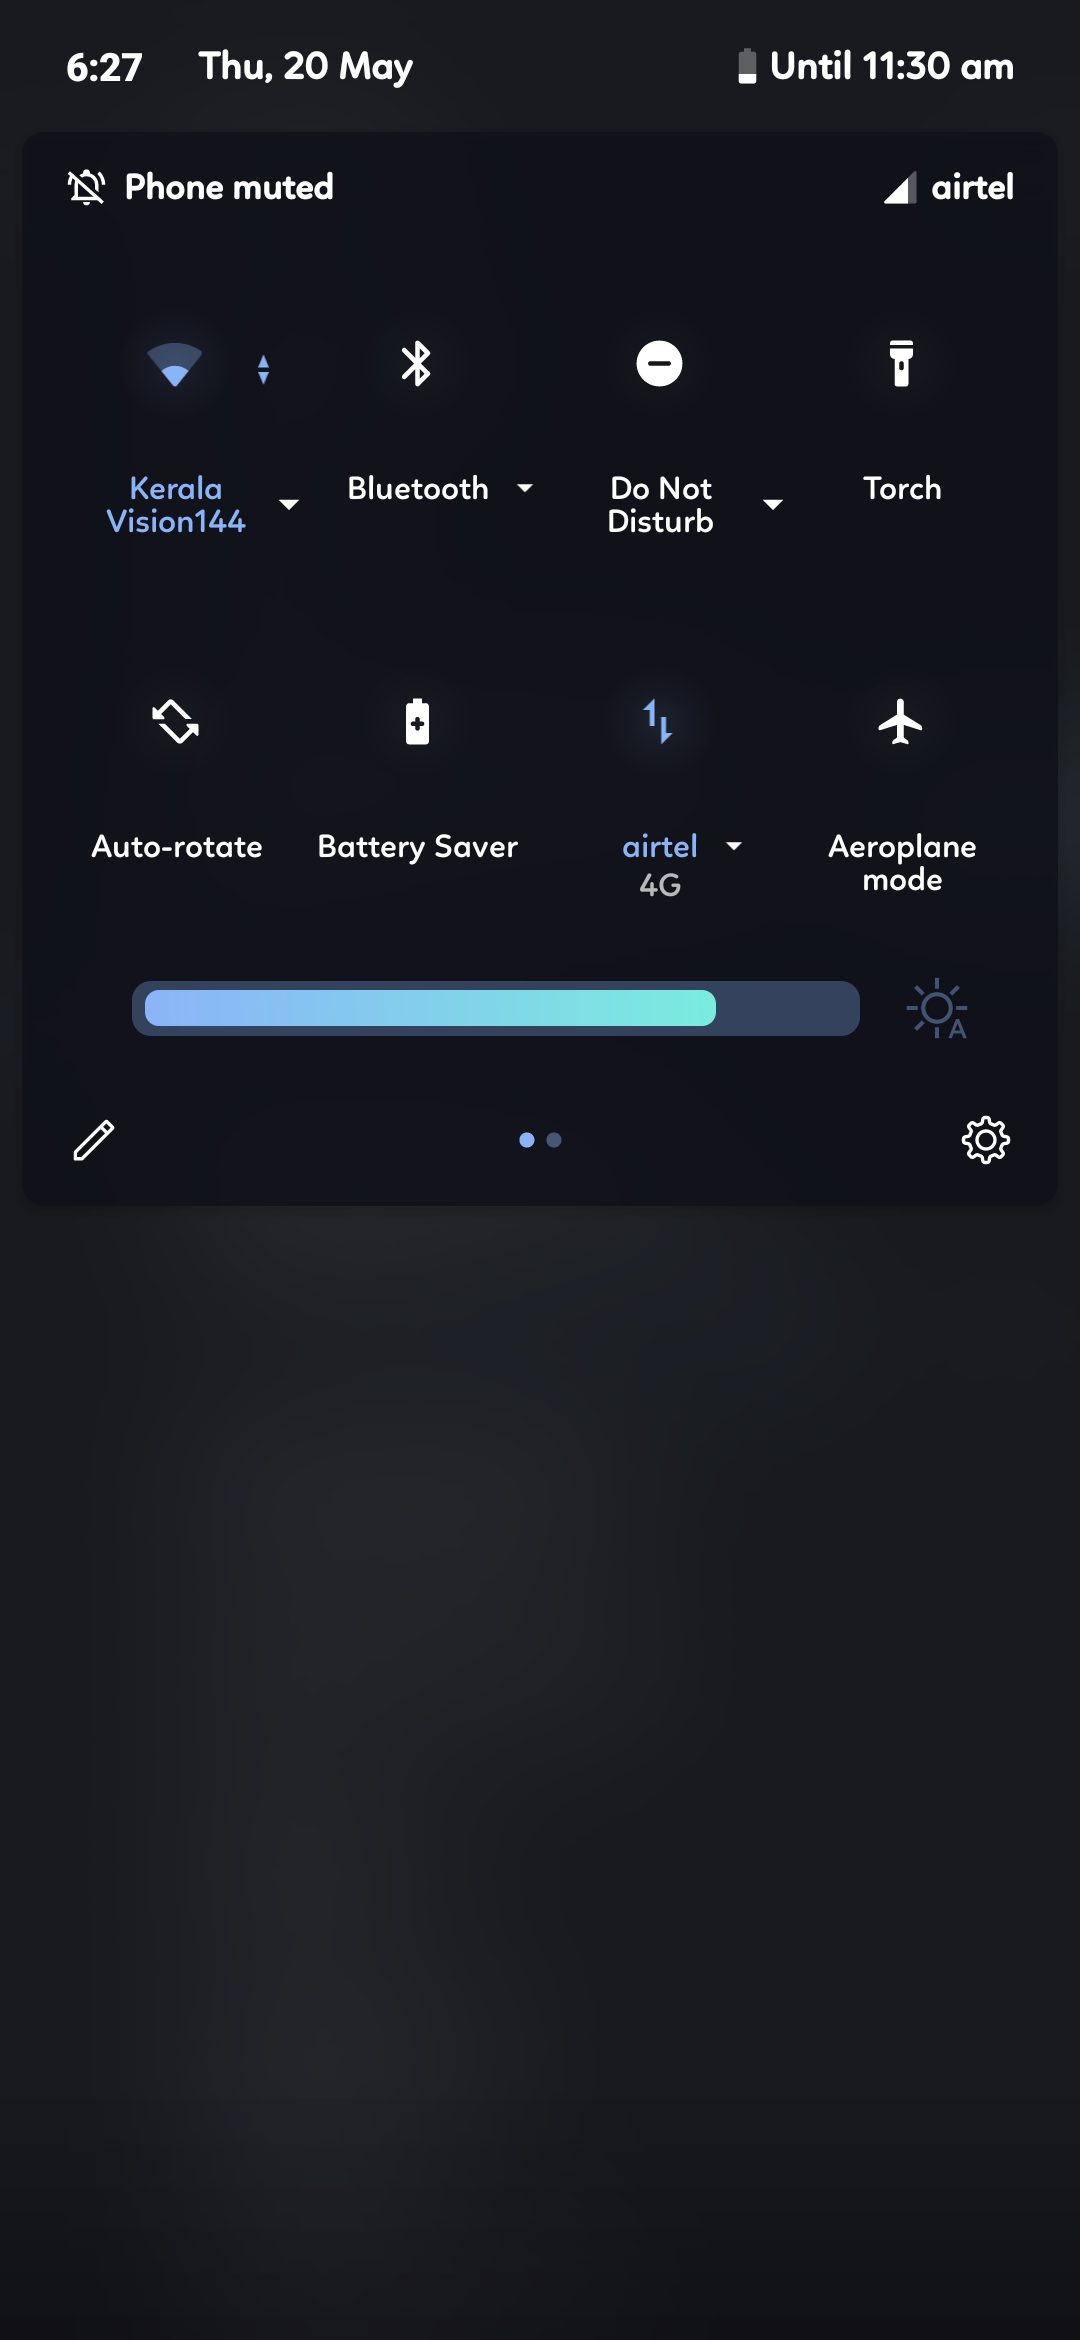 6:27 Thu, 20 May Until 11:30 am
Phone muted airtel
Kerala
Vision144
Bluetooth
Do Not
Disturb
Torch
Auto-rotate
Battery Saver
airtel
4G
Aeroplane
mode
A